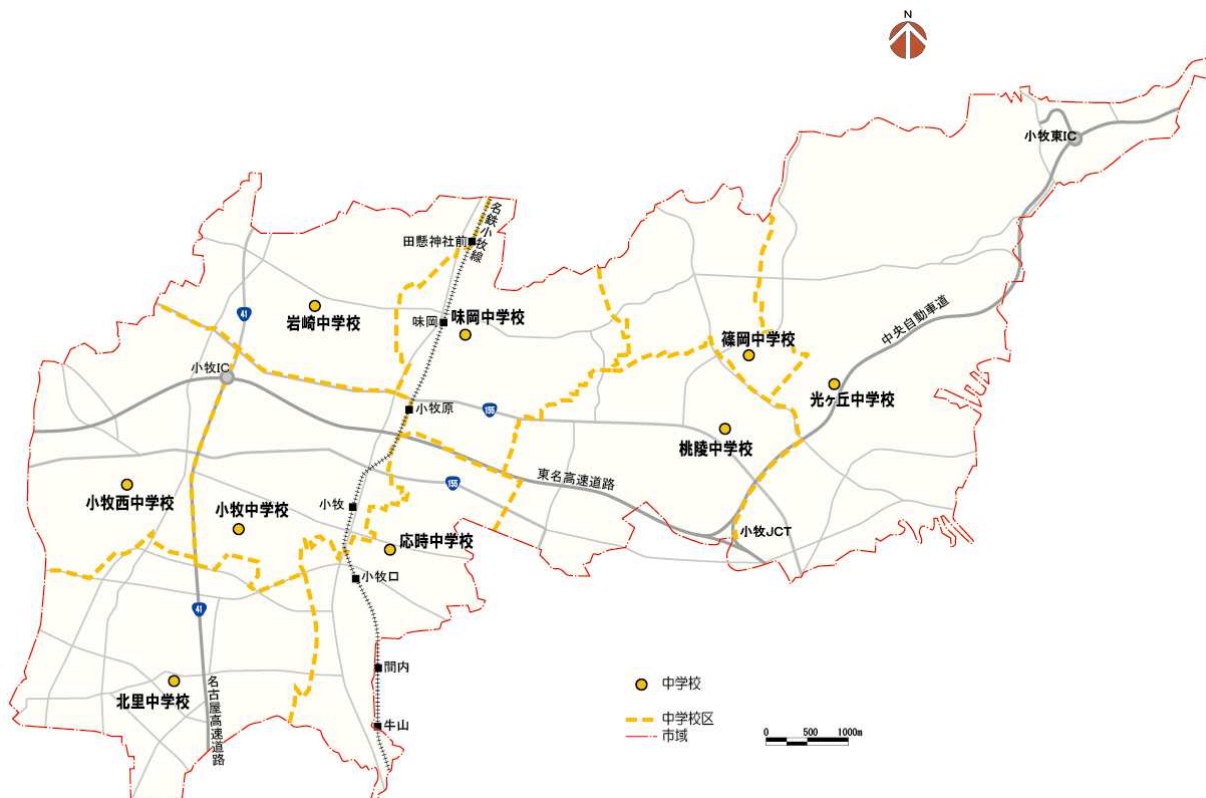 N
小牧東IC
名鉄小牧線
田懸神社前
中央自動車道
41
岩崎中学校
味岡
味岡中学校
篠岡中学校
小牧IC
光ヶ丘中学校
小牧原
155
桃陵中学校
東名高速道路
小牧西中学校
155
小牧中学校
小牧
小牧JCT
応時中学校
小牧口
41
間内
北里中学校
名古屋高速道路
牛山
中学校
中学校区
市域
0 500 1000m